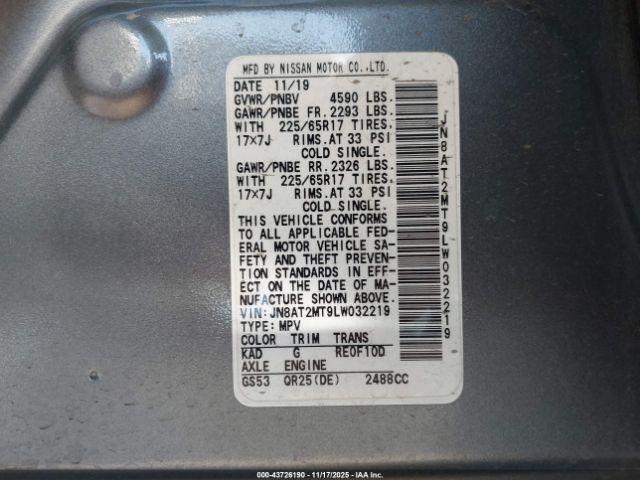 MFD BY NISSAN MOTOR CO.,LTD.
DATE 11/19
GVWR/PNBV 4590 LBS.
GAWR/PNBE FR. 2293 LBS.
WITH 225/65R17 TIRES.
17×7J RIMS.AT 33 PSI
COLD SINGLE.
GAWR/PNBE RR. 2326 LBS.
WITH 225/65R17 TIRES.
17×7J RIMS.AT 33 PSI
COLD SINGLE.
THIS VEHICLE CONFORMS
TO ALL APPLICABLE FED-
ERAL MOTOR VEHICLE SA-
FETY AND THEFT PREVEN-
TION STANDARDS IN EFF-
ECT ON THE DATE OF MA-
NUFACTURE SHOWN ABOVE.
VIN:JN8AT2MT9LW032219
TYPE:MPV
COLOR TRIM TRANS
KAD G RE0F10D
AXLE ENGINE
GS53 QR25(DE) 2488CC
JN8AT2MT9LW032219
000-43726190 - 11/17/2025 - IAA Inc.